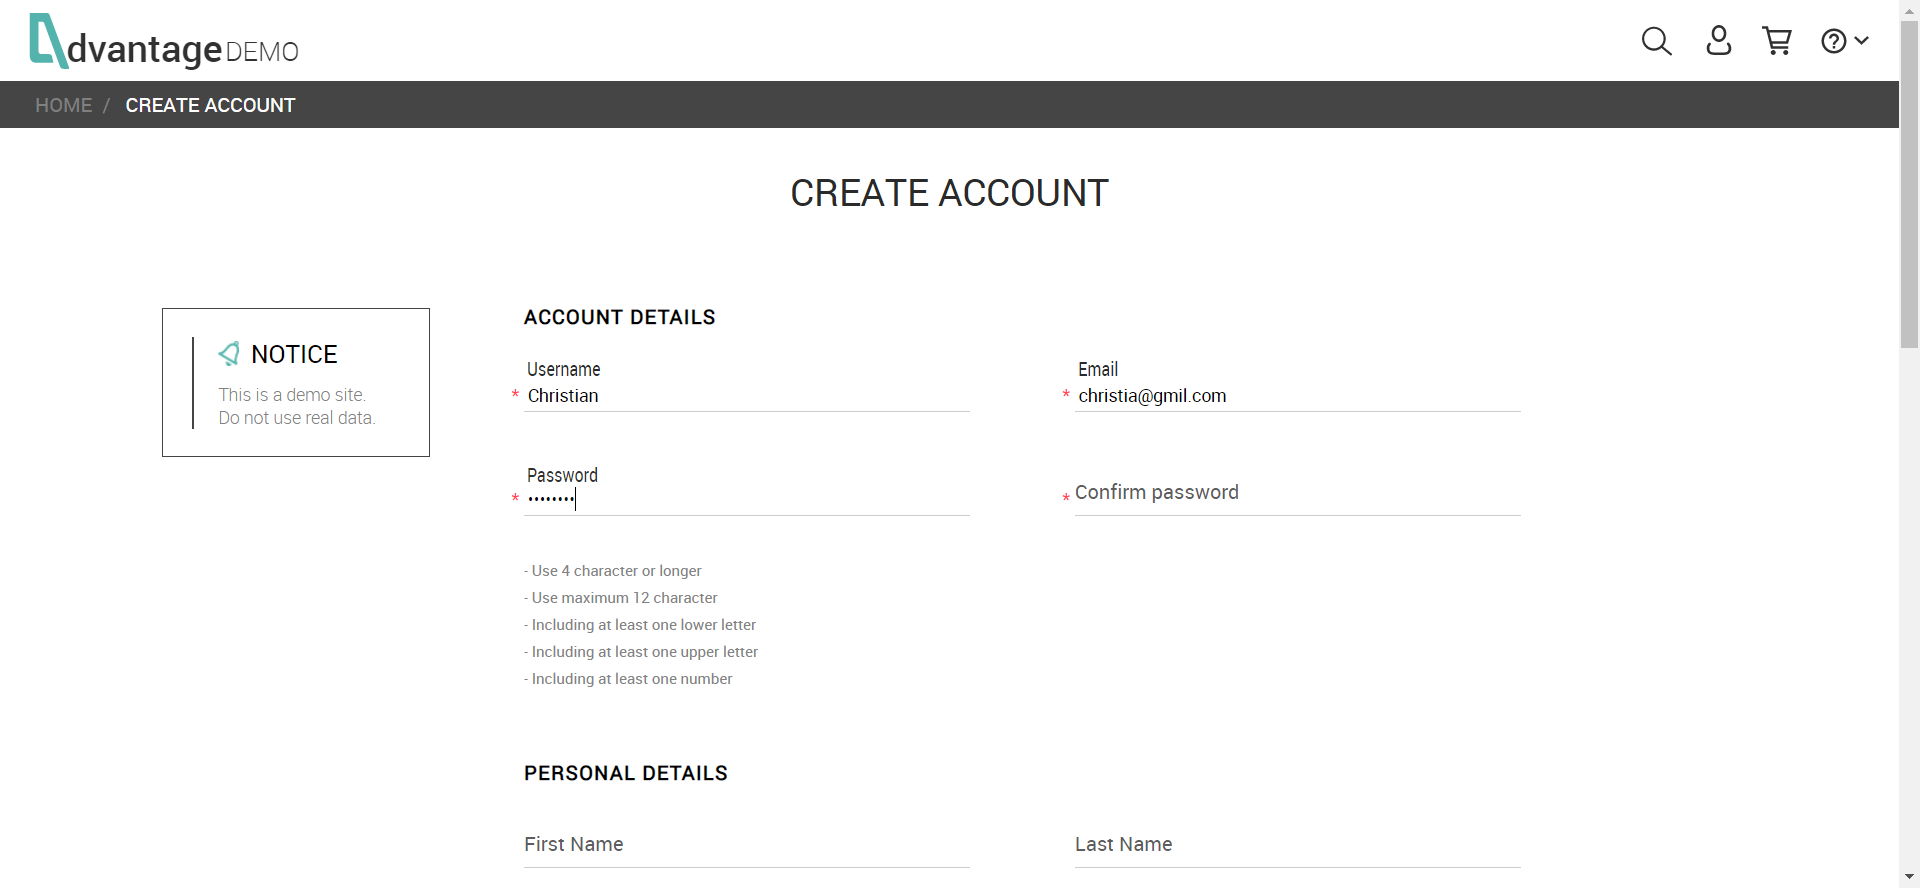 dvantage DEMO
HOME / CREATE ACCOUNT
CREATE ACCOUNT
NOTICE
This is a demo site.
Do not use real data.
ACCOUNT DETAILS
Username
* Christian
Email
* christia@gmil.com
Password
* ••••••••
* Confirm password
- Use 4 character or longer
- Use maximum 12 character
- Including at least one lower letter
- Including at least one upper letter
- Including at least one number
PERSONAL DETAILS
First Name
Last Name